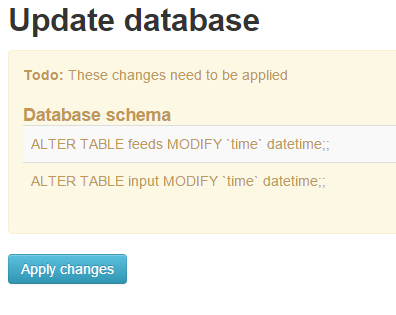 Update database
Todo: These changes need to be applied
Database schema
ALTER TABLE feeds MODIFY `time` datetime;;
ALTER TABLE input MODIFY `time` datetime;;
Apply changes